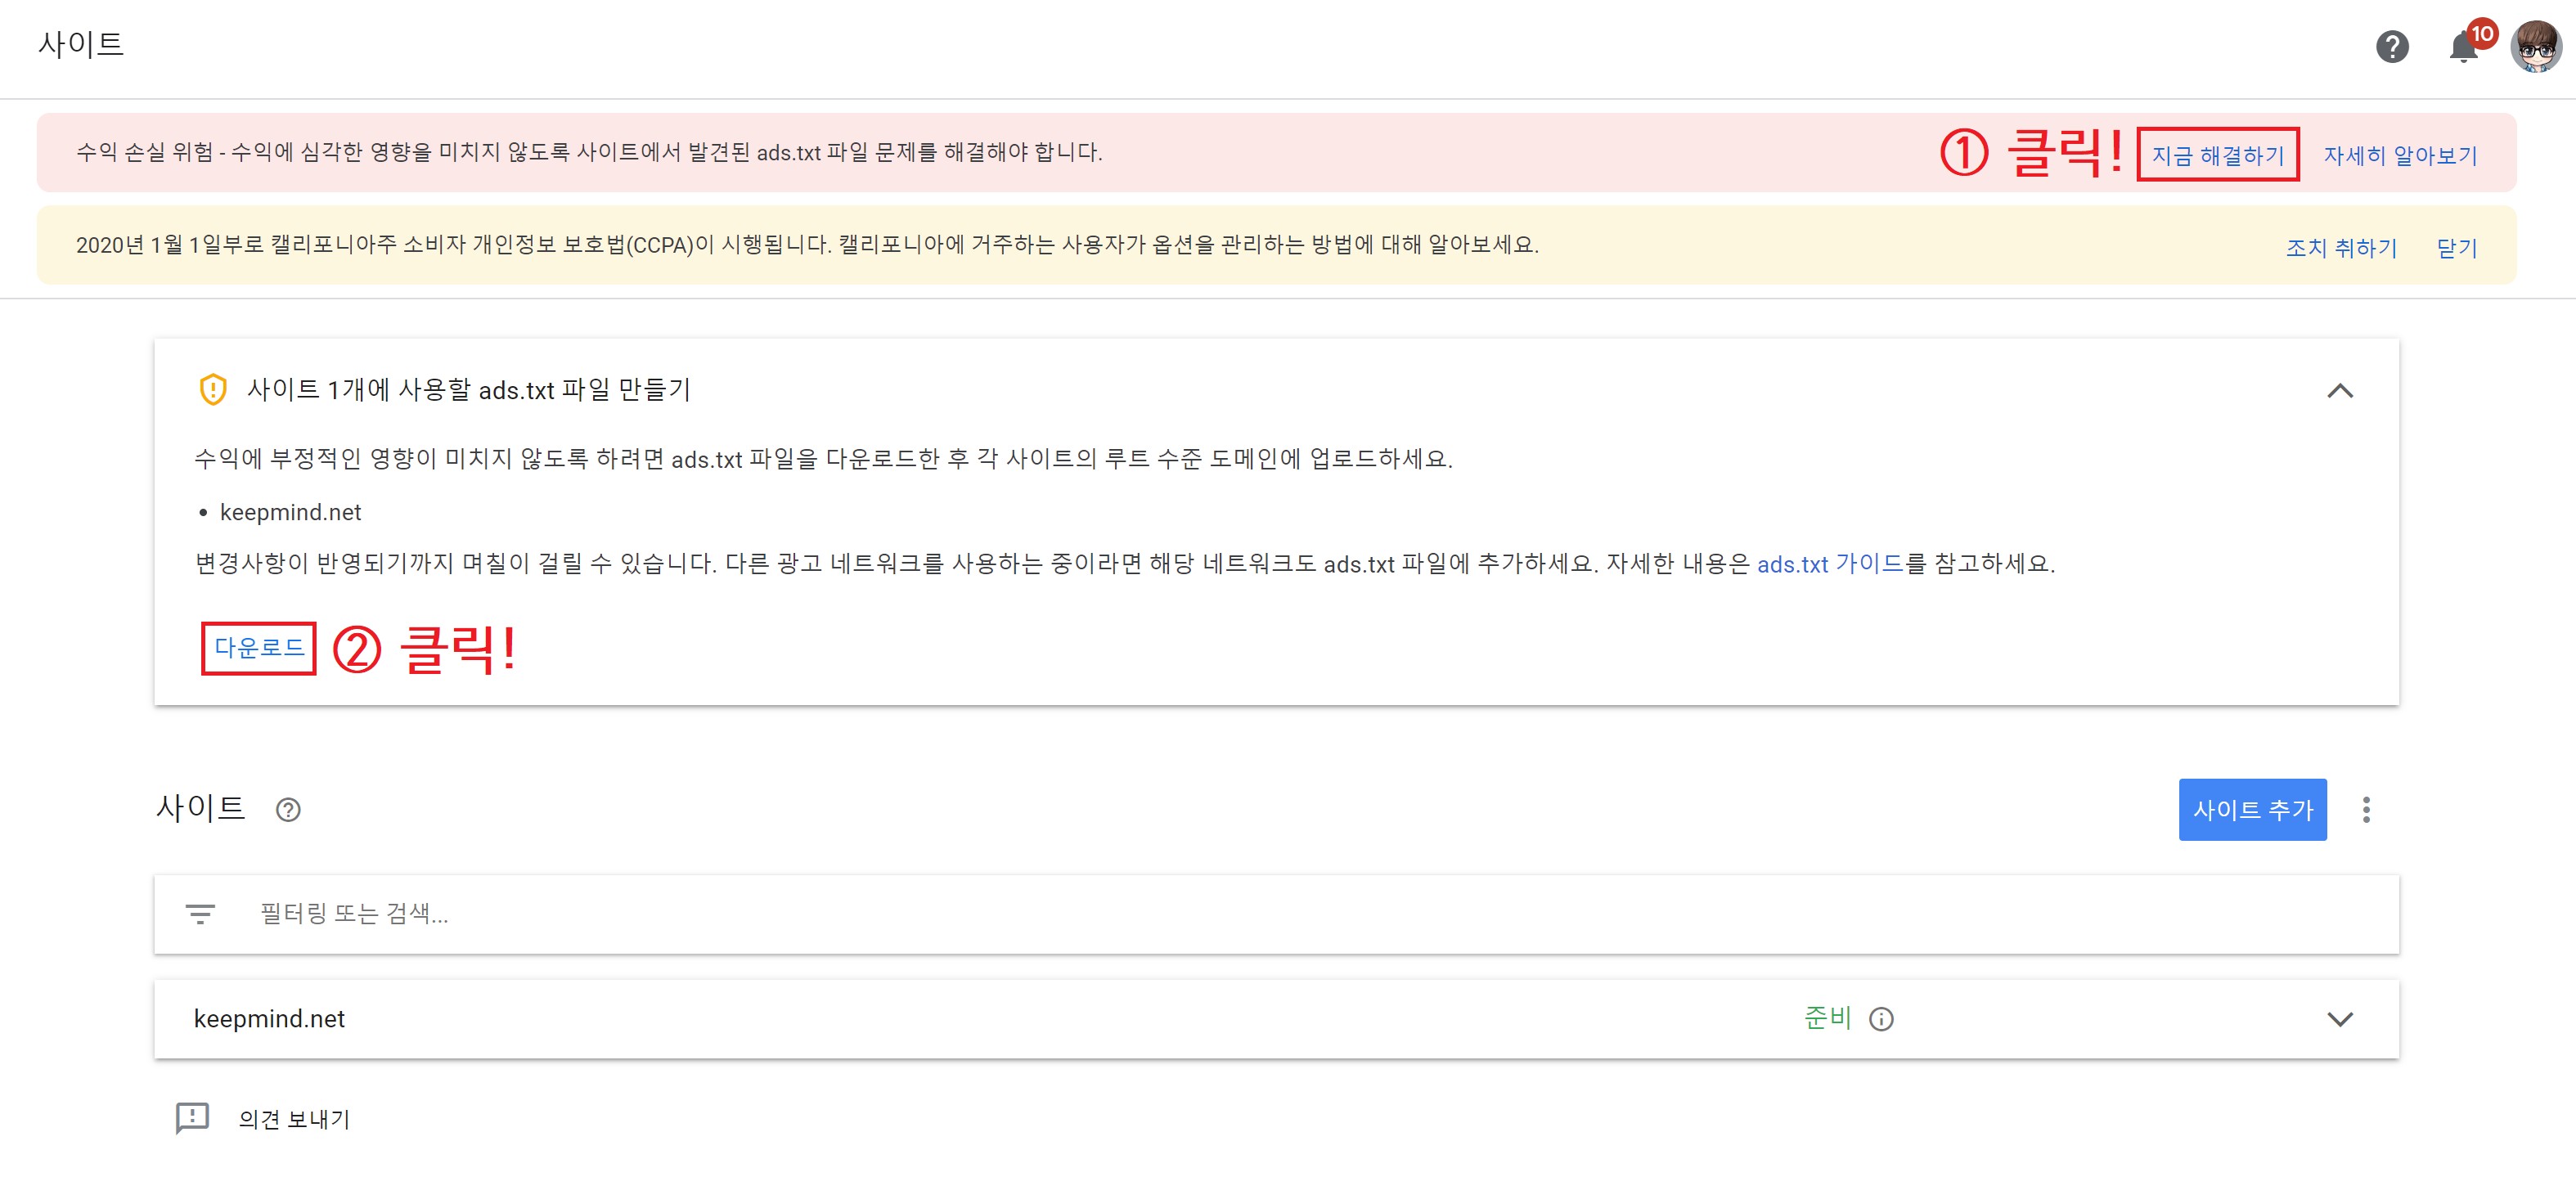 사이트
10
수익 손실 위험 - 수익에 심각한 영향을 미치지 않도록 사이트에서 발견된 ads.txt 파일 문제를 해결해야 합니다.
① 클릭!
지금 해결하기
자세히 알아보기
2020년 1월 1일부로 캘리포니아주 소비자 개인정보 보호법(CCPA)이 시행됩니다. 캘리포니아에 거주하는 사용자가 옵션을 관리하는 방법에 대해 알아보세요.
조치 취하기
닫기
사이트 1개에 사용할 ads.txt 파일 만들기
수익에 부정적인 영향이 미치지 않도록 하려면 ads.txt 파일을 다운로드한 후 각 사이트의 루트 수준 도메인에 업로드하세요.
• keepmind.net
변경사항이 반영되기까지 며칠이 걸릴 수 있습니다. 다른 광고 네트워크를 사용하는 중이라면 해당 네트워크도 ads.txt 파일에 추가하세요. 자세한 내용은 ads.txt 가이드를 참고하세요.
다운로드
② 클릭!
사이트
사이트 추가
필터링 또는 검색...
keepmind.net
준비
의견 보내기